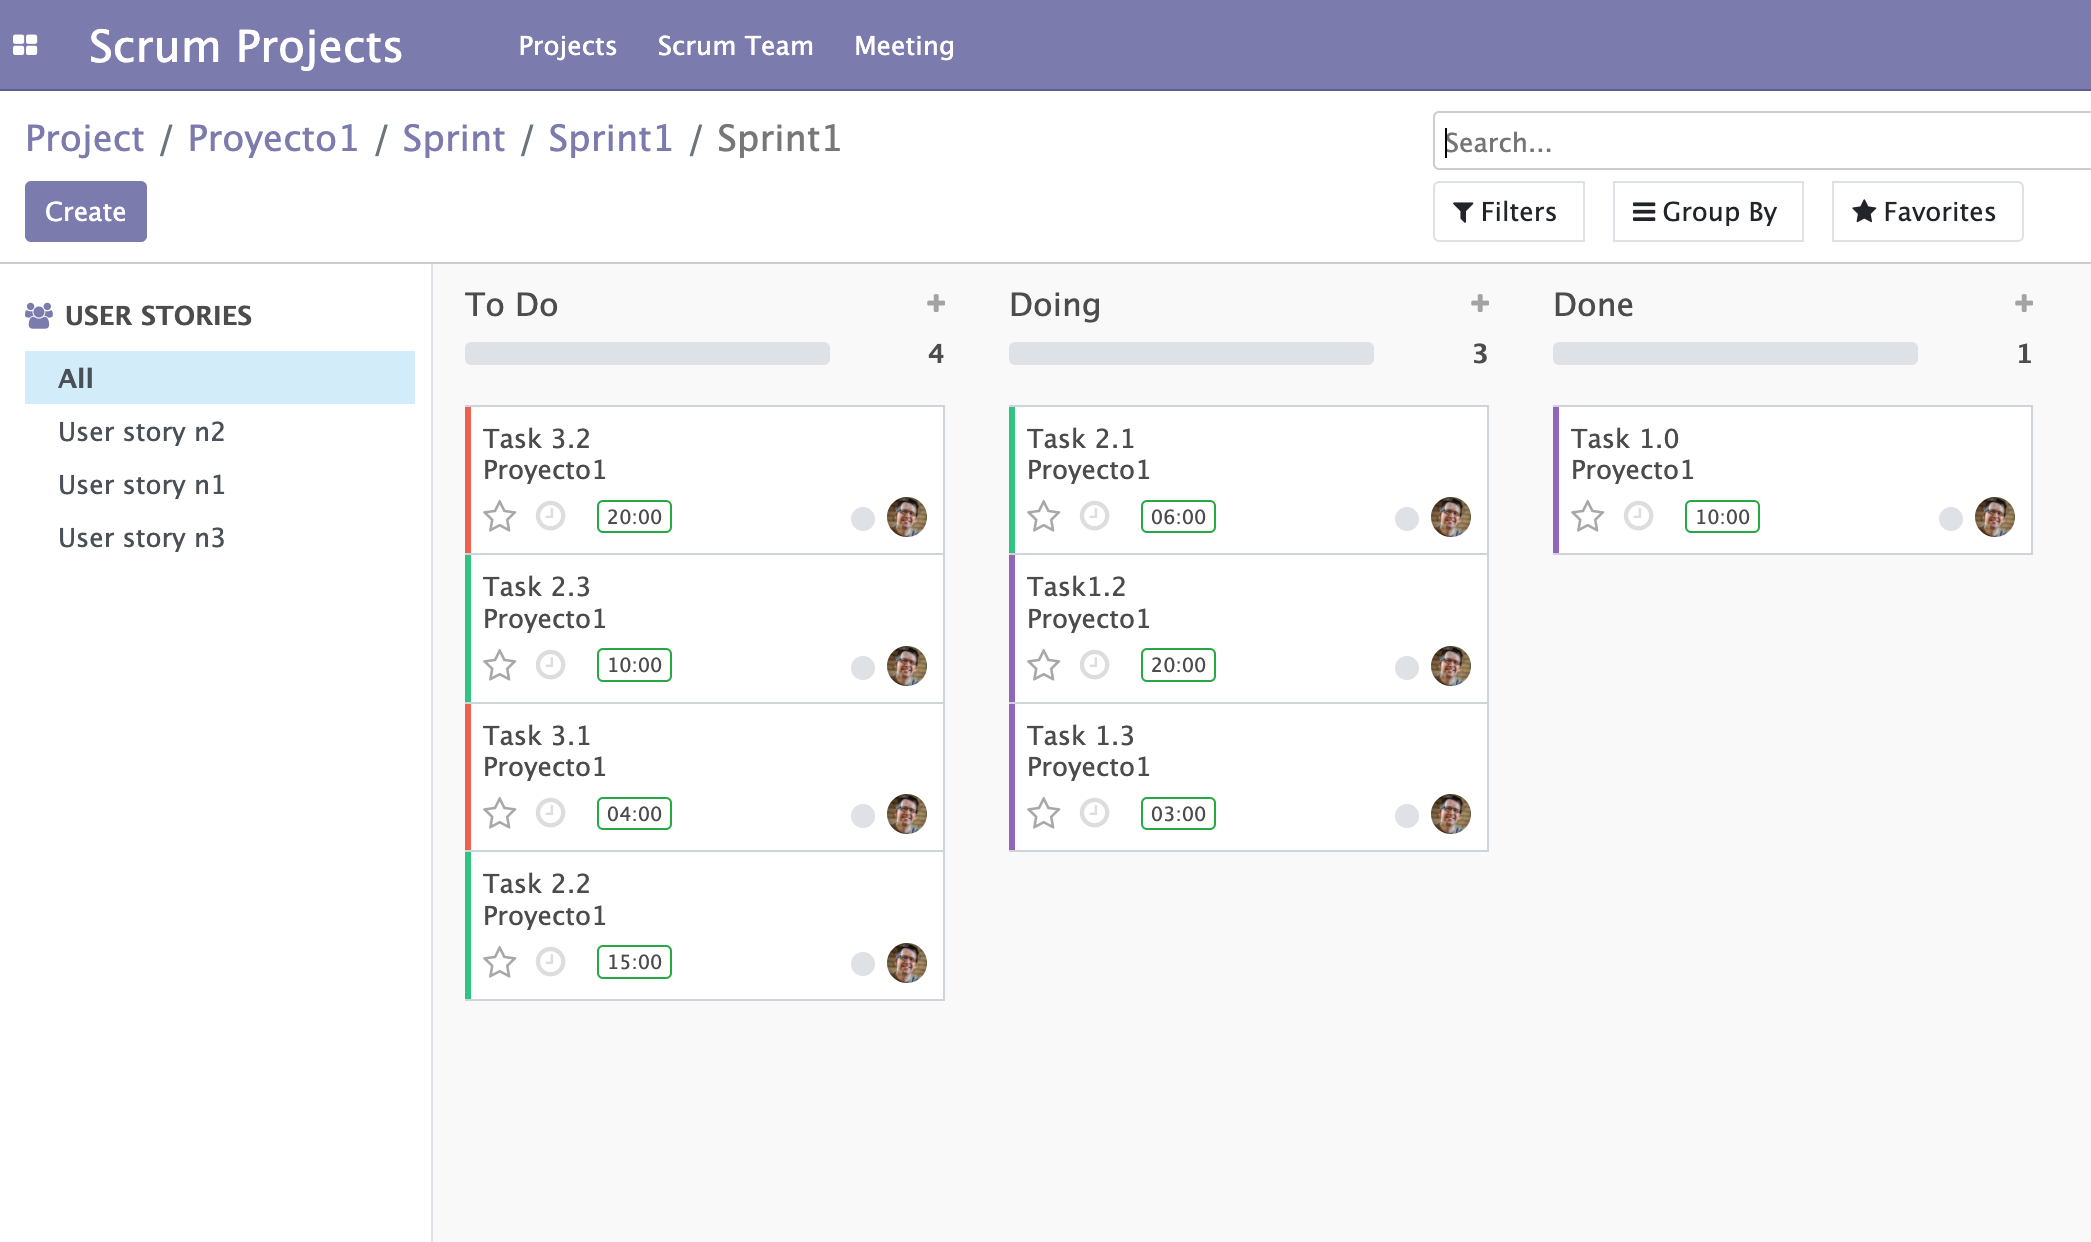 Scrum Projects
Projects
Scrum Team
Meeting
Project / Proyecto1 / Sprint / Sprint1 / Sprint1
Search...
Create
Filters
Group By
Favorites
USER STORIES
All
User story n2
User story n1
User story n3
To Do
4
Task 3.2
Proyecto1
20:00
Task 2.3
Proyecto1
10:00
Task 3.1
Proyecto1
04:00
Task 2.2
Proyecto1
15:00
Doing
3
Task 2.1
Proyecto1
06:00
Task1.2
Proyecto1
20:00
Task 1.3
Proyecto1
03:00
Done
1
Task 1.0
Proyecto1
10:00